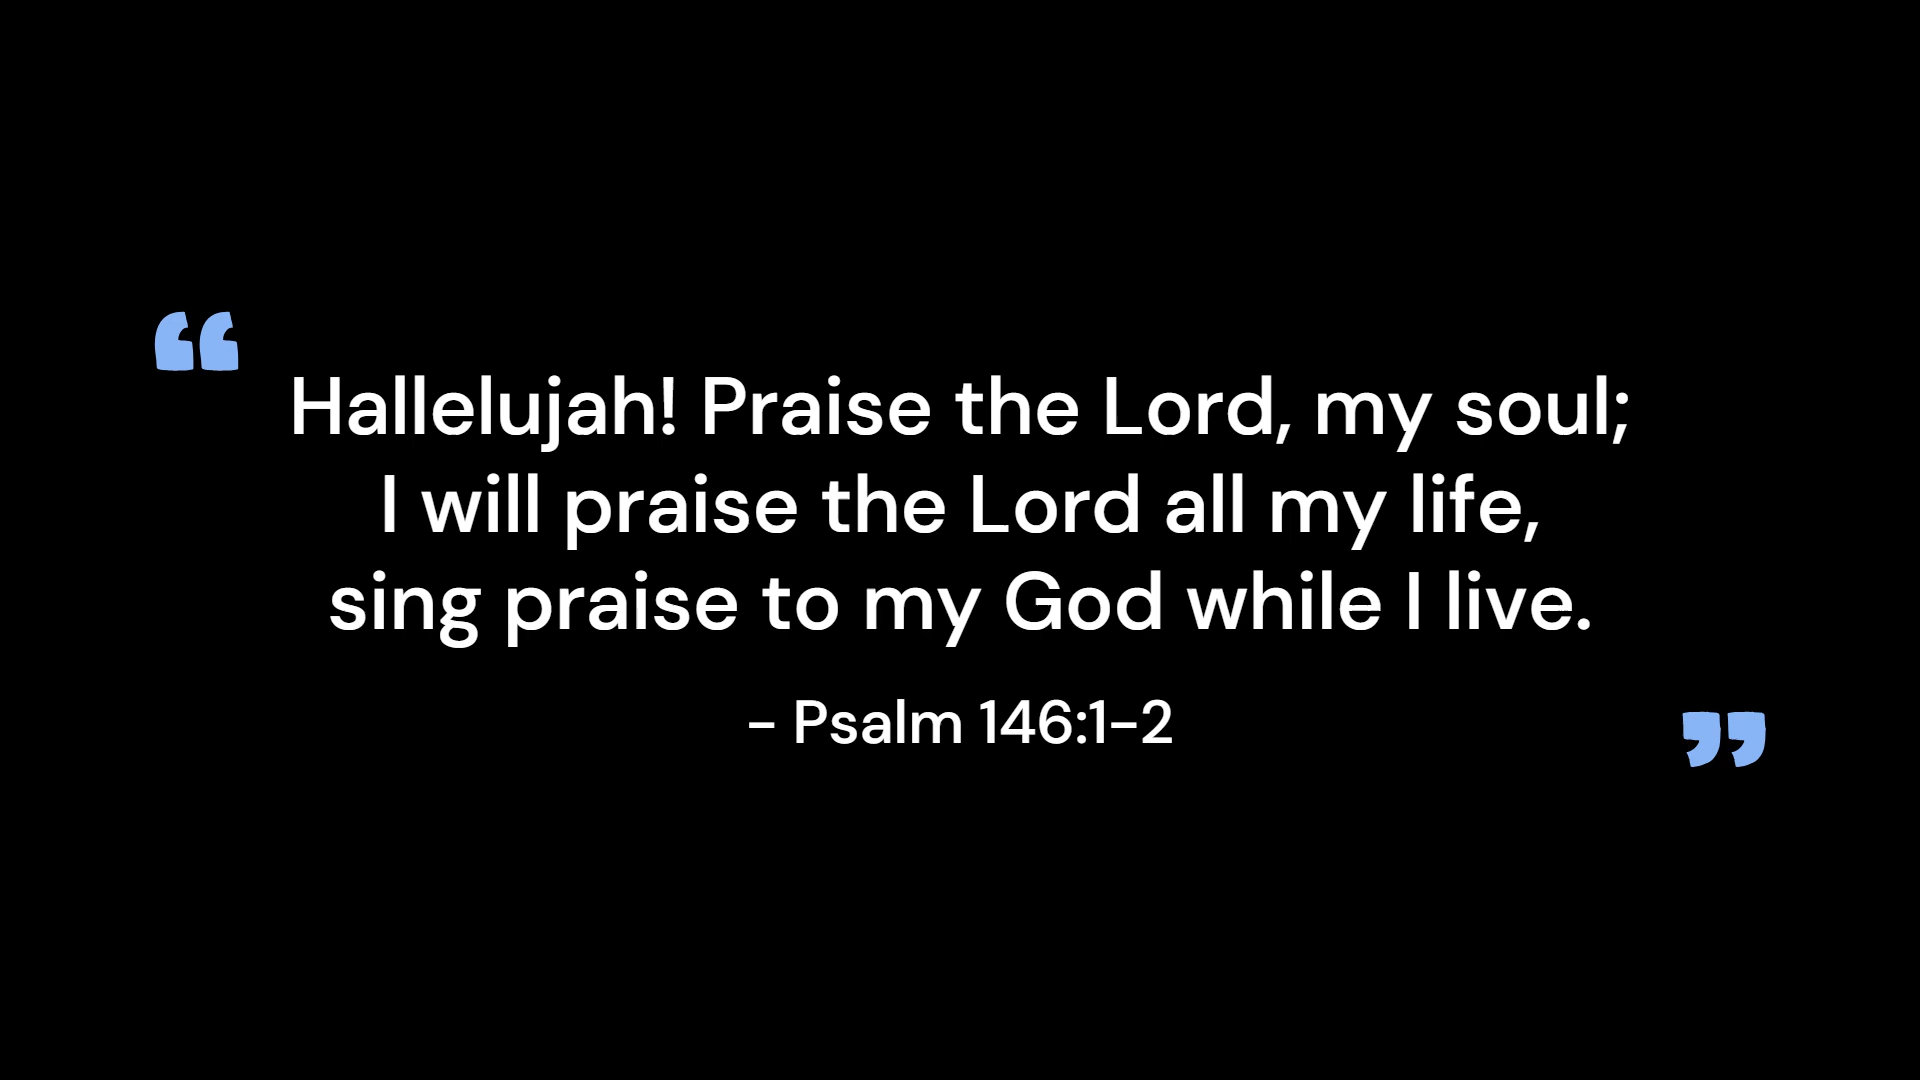 “
Hallelujah! Praise the Lord, my soul;
I will praise the Lord all my life,
sing praise to my God while I live.
– Psalm 146:1–2
”